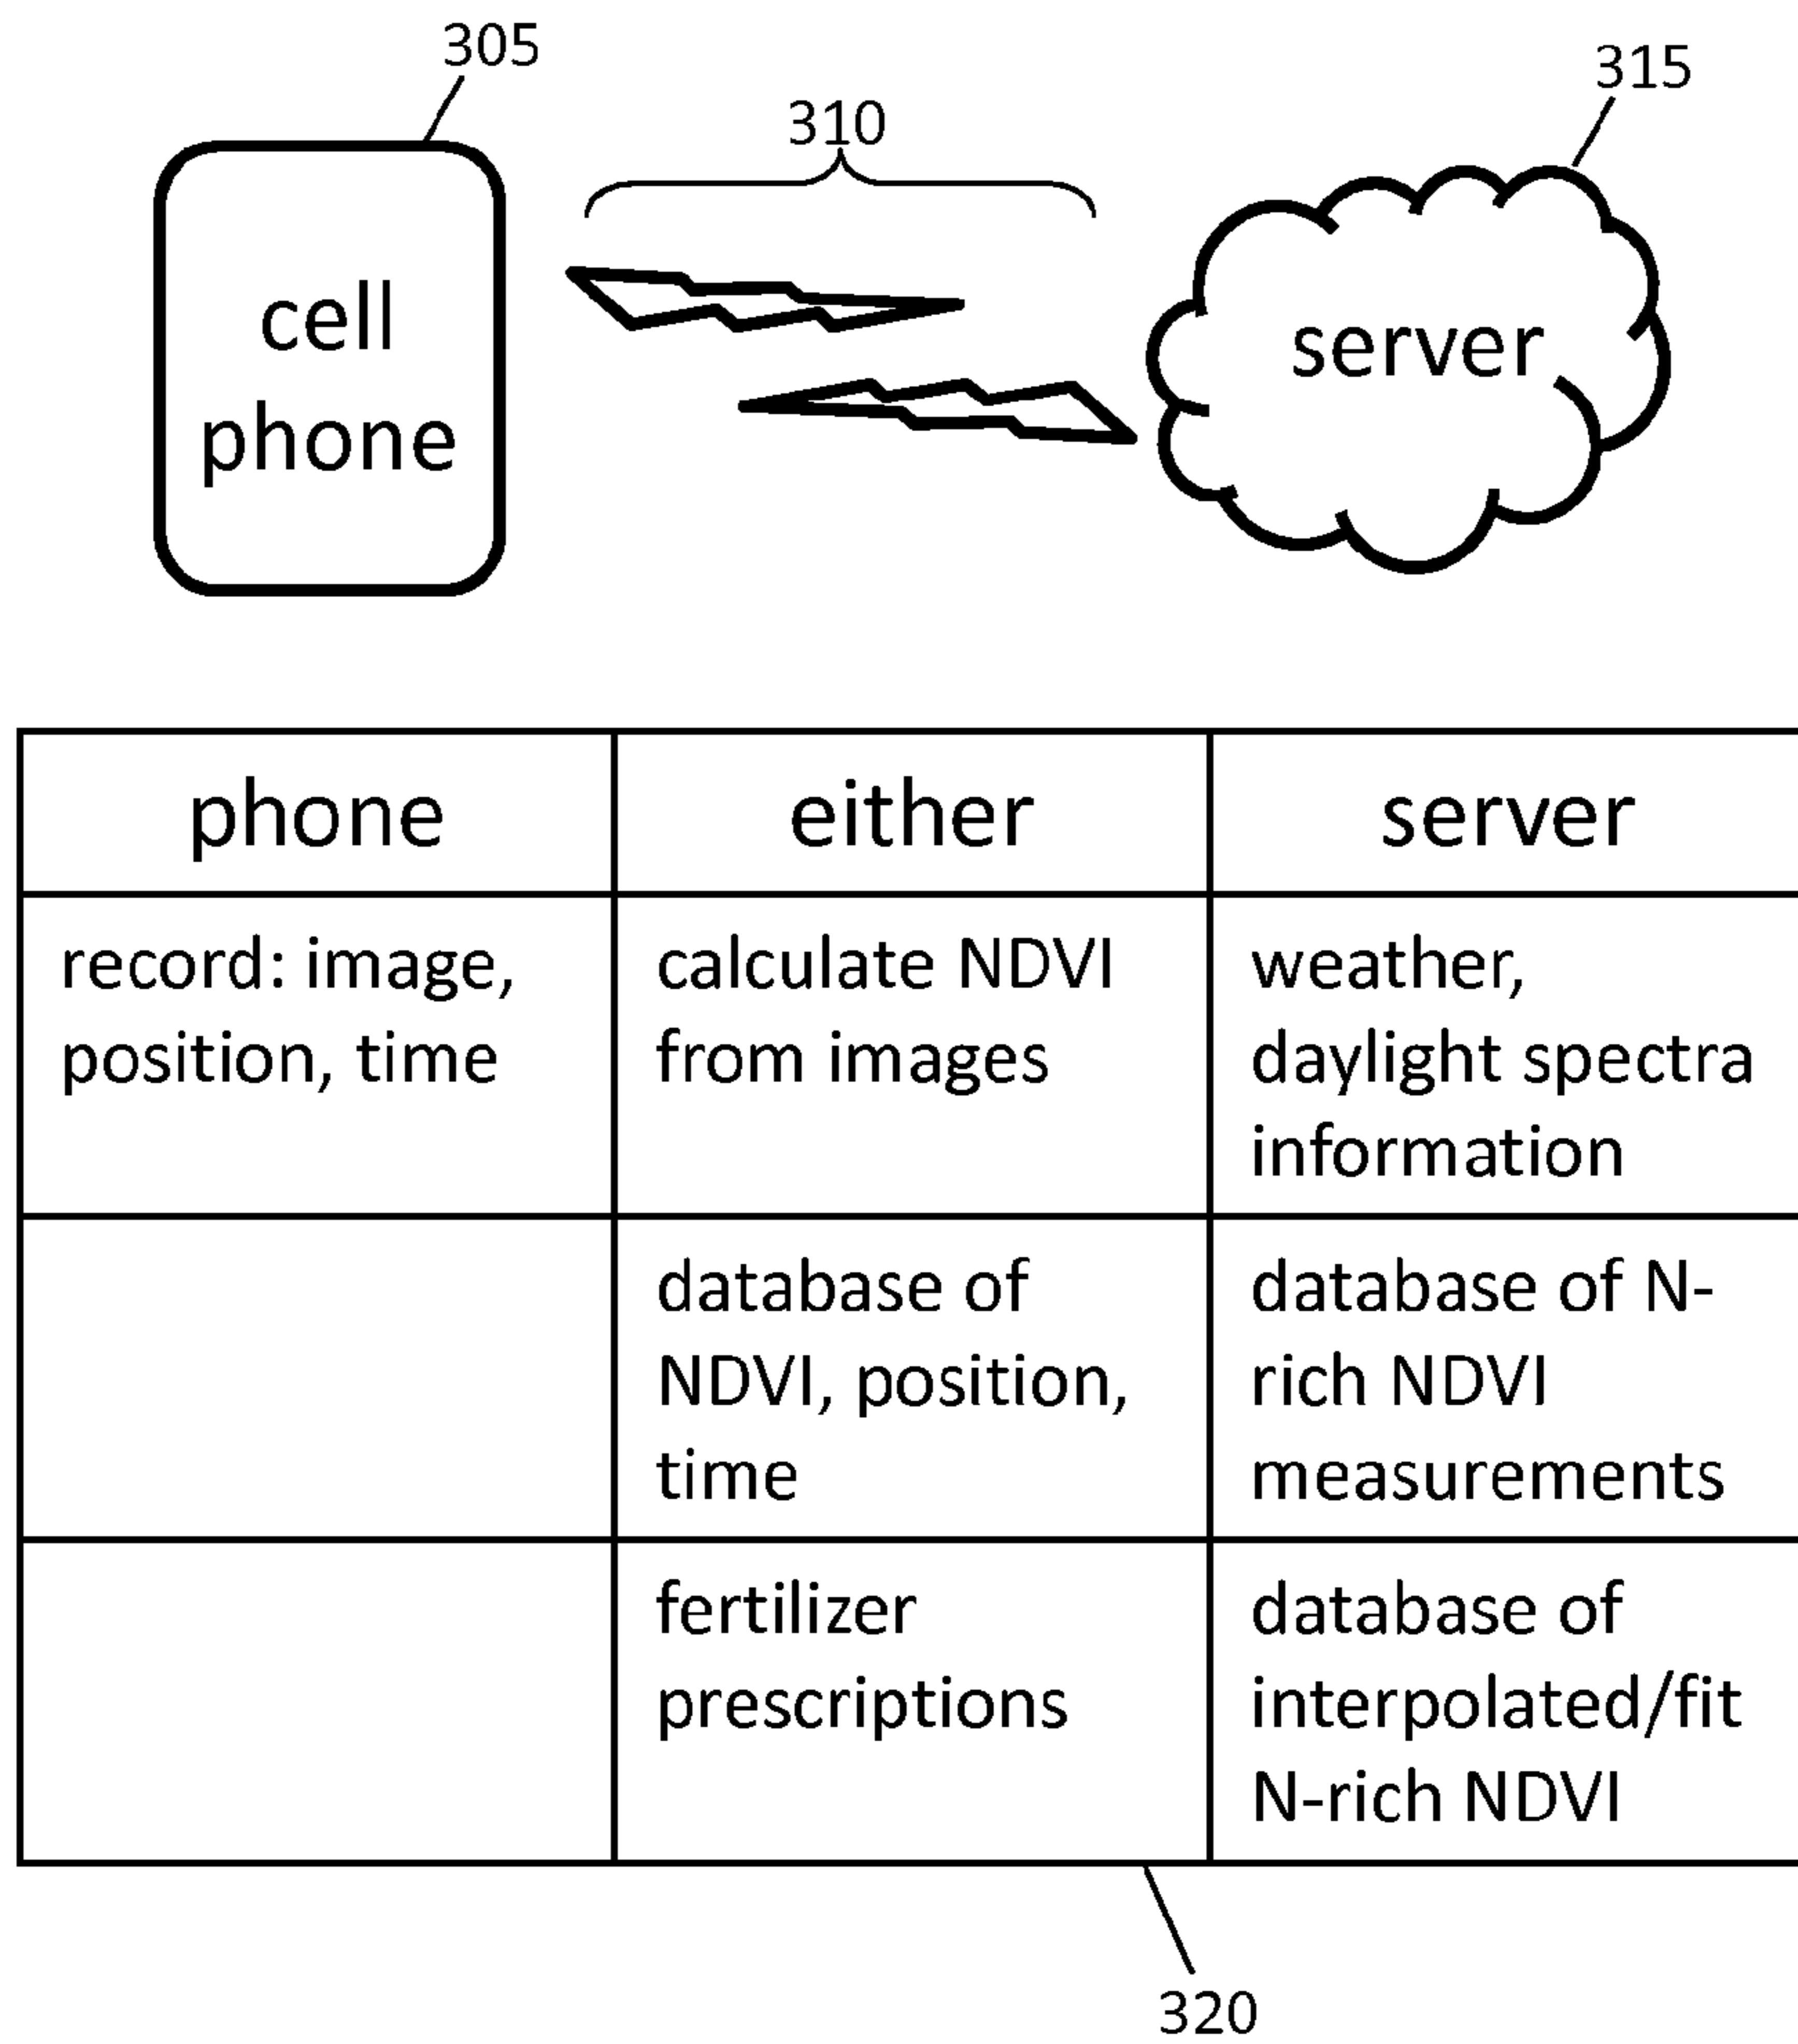 305
315
310
cell
phone
server
phone
either
server
record: image,
position, time
calculate NDVI
from images
weather,
daylight spectra
information
database of
NDVI, position,
time
database of N-
rich NDVI
measurements
fertilizer
prescriptions
database of
interpolated/fit
N-rich NDVI
320